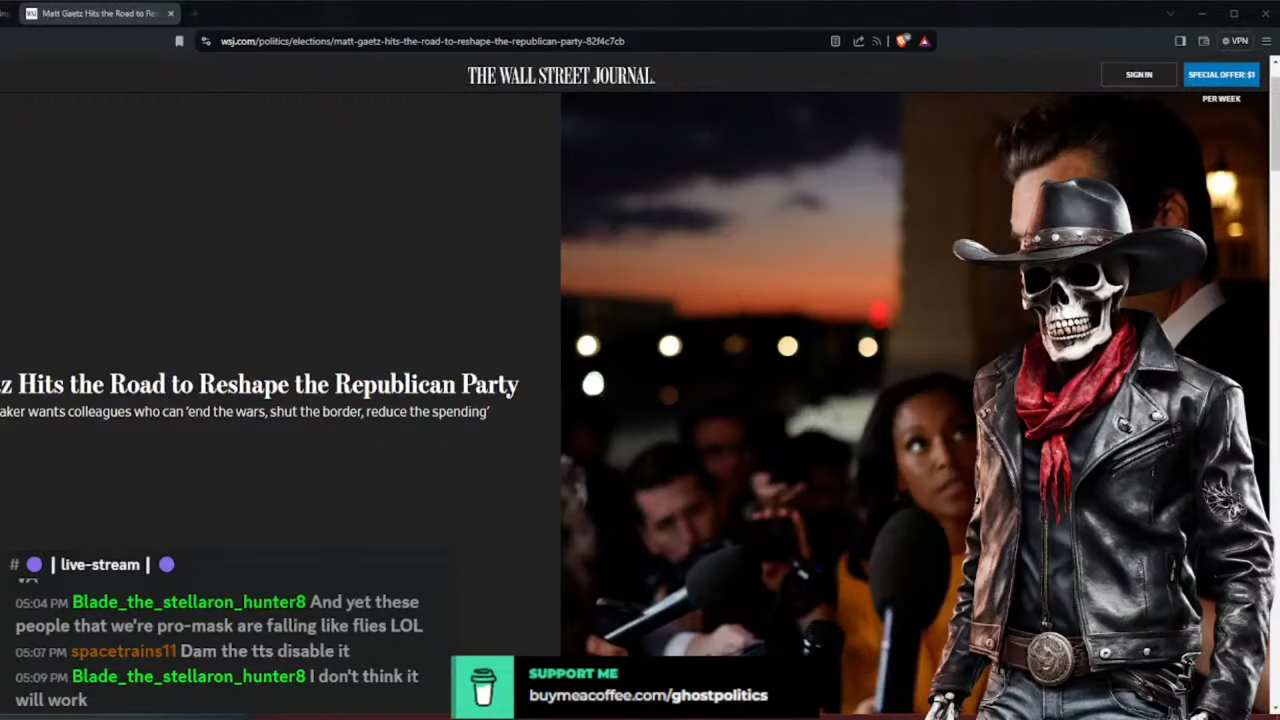 Matt Gaetz Hits the Road to Re
wsj.com/politics/elections/matt-gaetz-hits-the-road-to-reshape-the-republican-party-82f4c7cb
VPN
THE WALL STREET JOURNAL.
SIGN IN
SPECIAL OFFER: $1
PER WEEK
z Hits the Road to Reshape the Republican Party
aker wants colleagues who can ‘end the wars, shut the border, reduce the spending’
# | live-stream |
05:04 PM Blade_the_stellaron_hunter8 And yet these
people that we're pro-mask are falling like flies LOL
05:07 PM spacetrains11 Dam the tts disable it
05:09 PM Blade_the_stellaron_hunter8 I don't think it
will work
SUPPORT ME
buymeacoffee.com/ghostpolitics